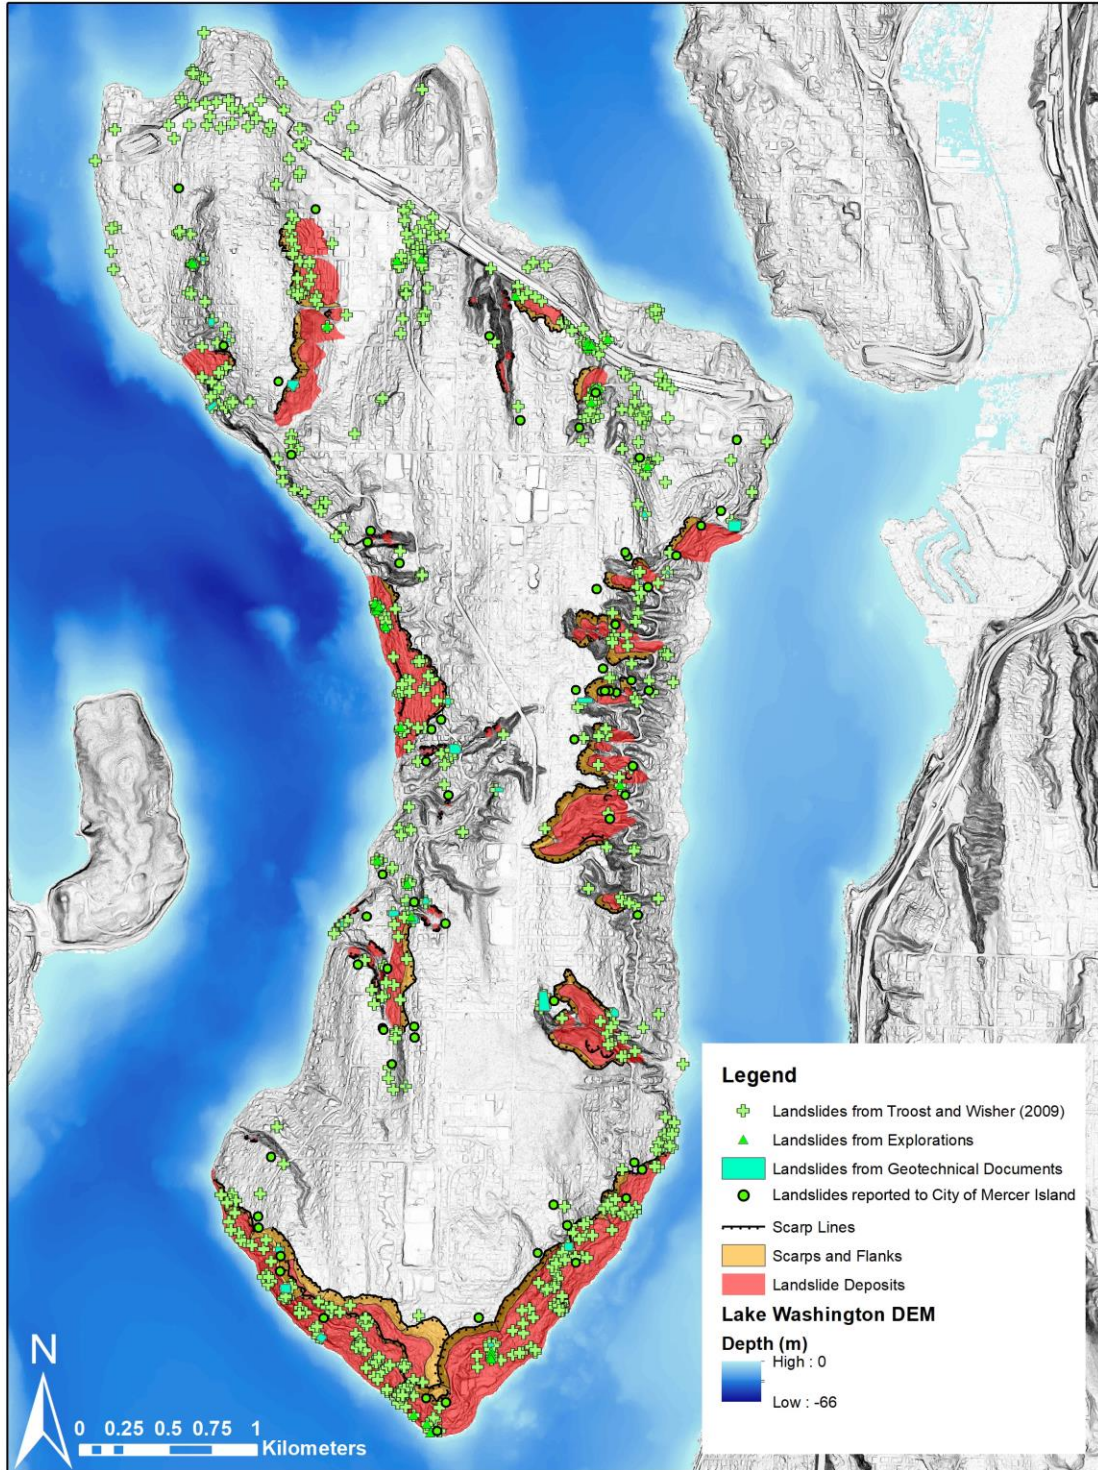 Legend
Landslides from Troost and Wisher (2009)
Landslides from Explorations
Landslides from Geotechnical Documents
Landslides reported to City of Mercer Island
Scarp Lines
Scarps and Flanks
Landslide Deposits
Lake Washington DEM
Depth (m)
High : 0
Low : -66
N
0 0.25 0.5 0.75 1
Kilometers